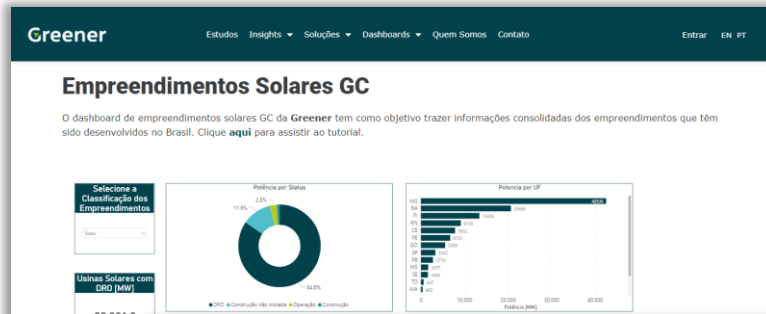 Greener
Estudos Insights Soluções Dashboards Quem Somos Contato
Entrar EN PT
Empreendimentos Solares GC
O dashboard de empreendimentos solares GC da Greener tem como objetivo trazer informações consolidadas dos empreendimentos que têm
sido desenvolvidos no Brasil. Clique aqui para assistir ao tutorial.
Selecione a
Classificação dos
Empreendimentos
Todos
Usinas Solares com
DRO [MW]
Potência por Status
2,8%
11,6%
84,8%
DRO Construção não iniciada Operação Construção
Potencia por UF
MG
BA
PI
RN
CE
PE
GO
SP
PB
MS
SE
TO
MA
0 10.000 20.000 30.000 40.000
Potência [MW]